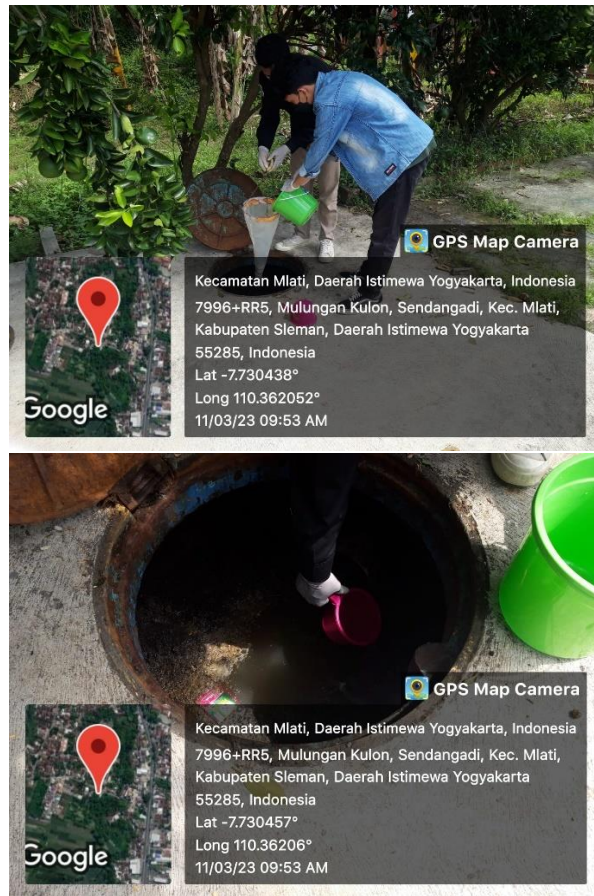 GPS Map Camera
Kecamatan Mlati, Daerah Istimewa Yogyakarta, Indonesia
7996+RR5, Mulungan Kulon, Sendangadi, Kec. Mlati,
Kabupaten Sleman, Daerah Istimewa Yogyakarta
55285, Indonesia
Lat -7.730438°
Long 110.362052°
11/03/23 09:53 AM
Google
GPS Map Camera
Kecamatan Mlati, Daerah Istimewa Yogyakarta, Indonesia
7996+RR5, Mulungan Kulon, Sendangadi, Kec. Mlati,
Kabupaten Sleman, Daerah Istimewa Yogyakarta
55285, Indonesia
Lat -7.730457°
Long 110.36206°
11/03/23 09:53 AM
Google